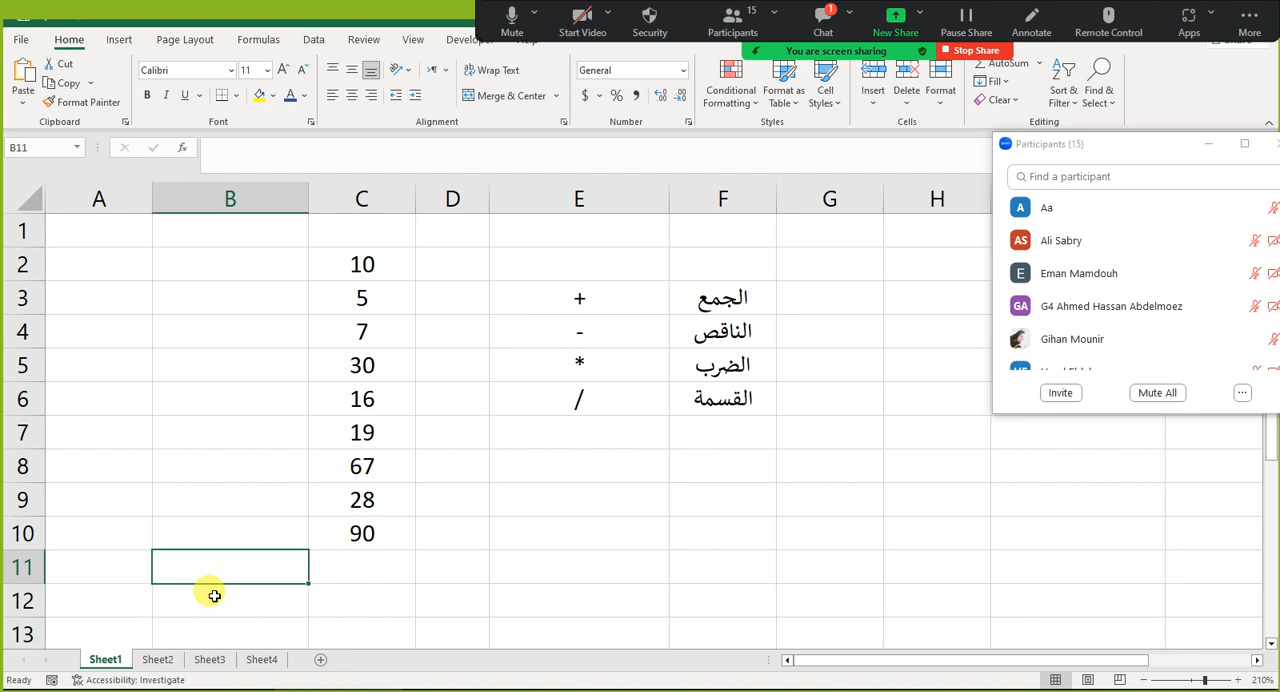 Mute
Start Video
Security
Participants 15
Chat 1
New Share
Pause Share
Annotate
Remote Control
Apps
More
You are screen sharing
Stop Share
File Home Insert Page Layout Formulas Data Review View
Paste
Cut
Copy
Format Painter
Clipboard
Calibri 11
B I U
Font
Wrap Text
Merge & Center
Alignment
General
$ % ,
Number
Conditional Formatting
Format as Table
Cell Styles
Styles
Insert Delete Format
Cells
AutoSum
Fill
Clear
Sort & Filter
Find & Select
Editing
B11
fx
Participants (15)
Find a participant
A Aa
AS Ali Sabry
E Eman Mamdouh
GA G4 Ahmed Hassan Abdelmoez
Gihan Mounir
Invite
Mute All
A B C D E F G H
1
2 10
3 5 + الجمع
4 7 - الناقص
5 30 * الضرب
6 16 / القسمة
7 19
8 67
9 28
10 90
11
12
13
Sheet1 Sheet2 Sheet3 Sheet4
Ready
Accessibility: Investigate
210%